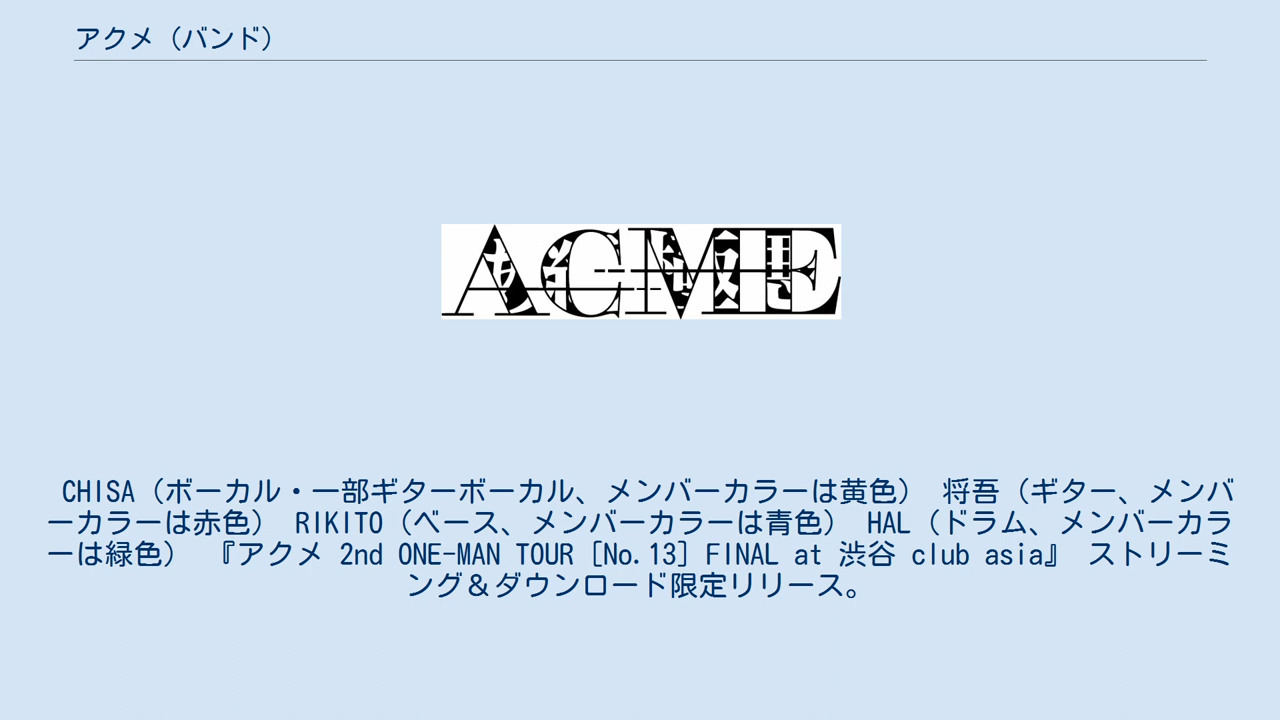 アクメ（バンド）
ACME
CHISA（ボーカル・一部ギターボーカル、メンバーカラーは黄色） 将吾（ギター、メンバ
ーカラーは赤色） RIKITO（ベース、メンバーカラーは青色） HAL（ドラム、メンバーカラ
ーは緑色） 『アクメ 2nd ONE-MAN TOUR [No.13] FINAL at 渋谷 club asia』 ストリーミ
ング＆ダウンロード限定リリース。